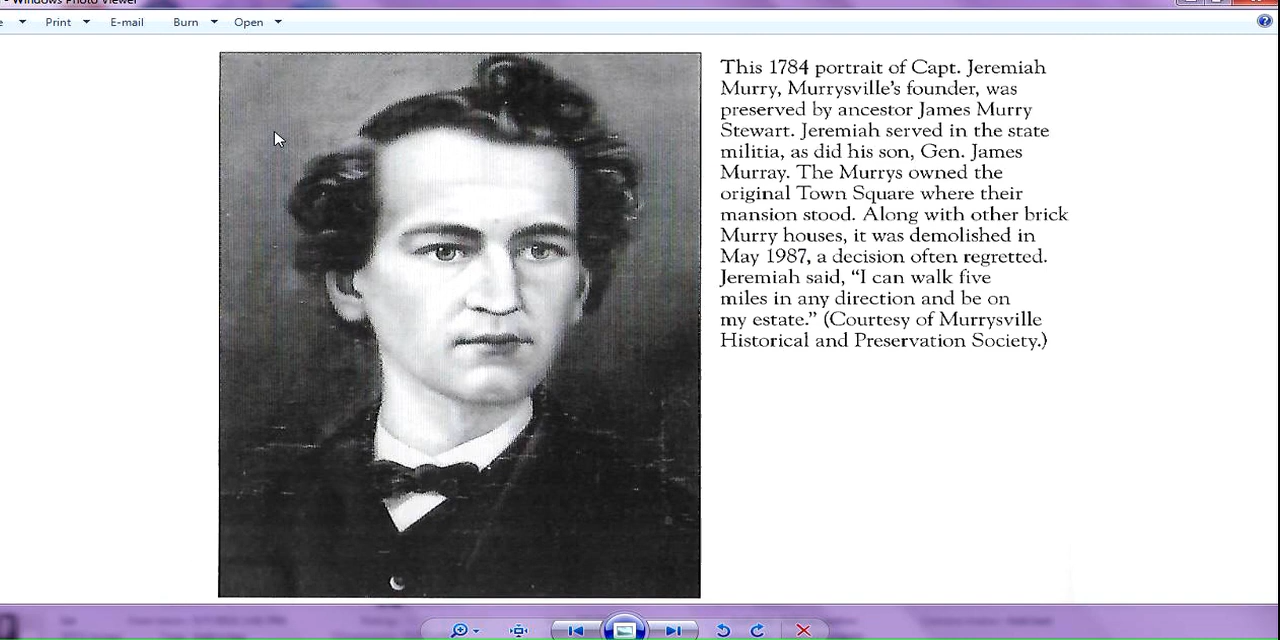 Windows Photo Viewer
Print E-mail Burn Open
This 1784 portrait of Capt. Jeremiah
Murry, Murrysville's founder, was
preserved by ancestor James Murry
Stewart. Jeremiah served in the state
militia, as did his son, Gen. James
Murray. The Murrys owned the
original Town Square where their
mansion stood. Along with other brick
Murry houses, it was demolished in
May 1987, a decision often regretted.
Jeremiah said, “I can walk five
miles in any direction and be on
my estate.” (Courtesy of Murrysville
Historical and Preservation Society.)